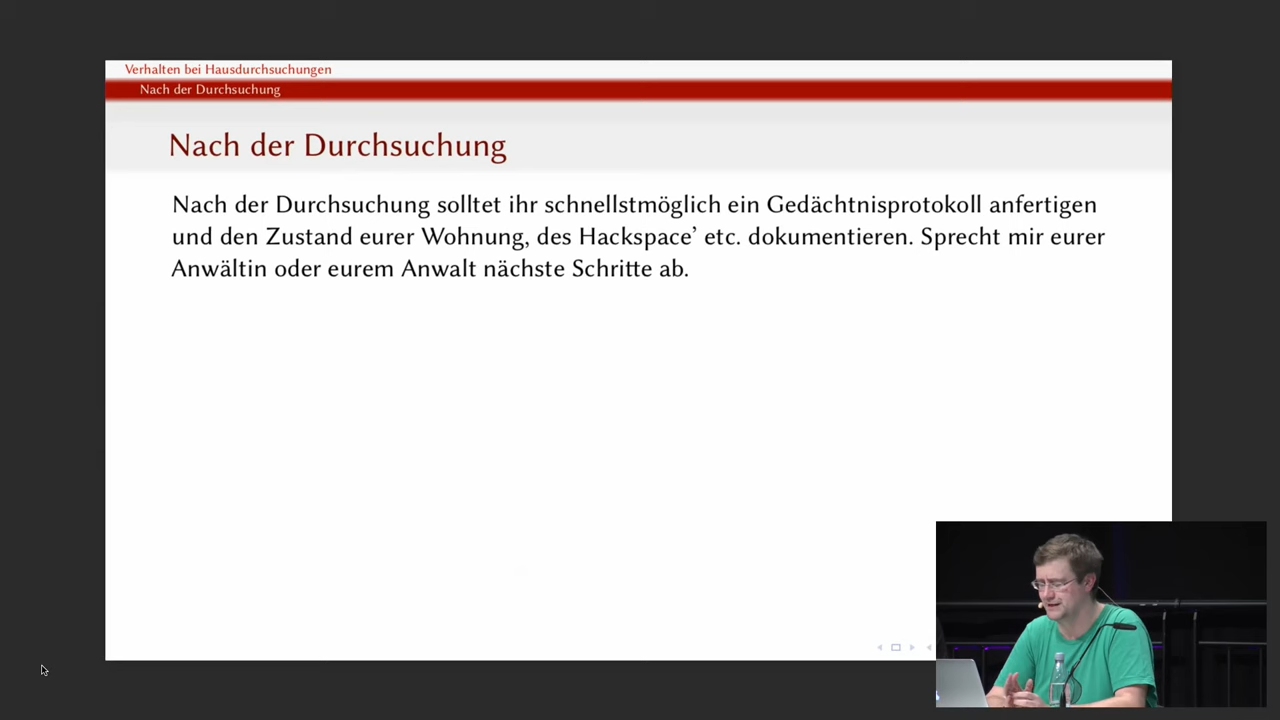 Verhalten bei Hausdurchsuchungen
Nach der Durchsuchung
Nach der Durchsuchung
Nach der Durchsuchung solltet ihr schnellstmöglich ein Gedächtnisprotokoll anfertigen
und den Zustand eurer Wohnung, des Hackspace’ etc. dokumentieren. Sprecht mir eurer
Anwältin oder eurem Anwalt nächste Schritte ab.